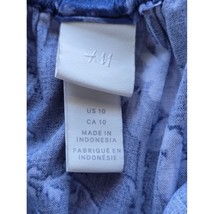 US 10
CA 10
MADE IN
INDONESIA
FABRIQUÉ EN
INDONÉSIE